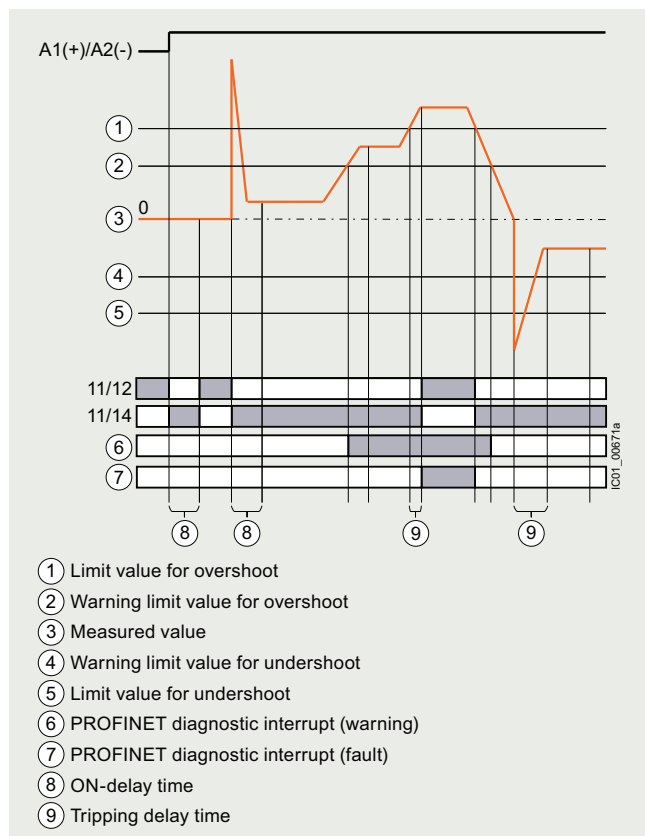 A1(+)/A2(-)
1
2
0
3
4
5
11/12
11/14
6
7
IC01_00671a
8 8 9 9
1 Limit value for overshoot
2 Warning limit value for overshoot
3 Measured value
4 Warning limit value for undershoot
5 Limit value for undershoot
6 PROFINET diagnostic interrupt (warning)
7 PROFINET diagnostic interrupt (fault)
8 ON-delay time
9 Tripping delay time